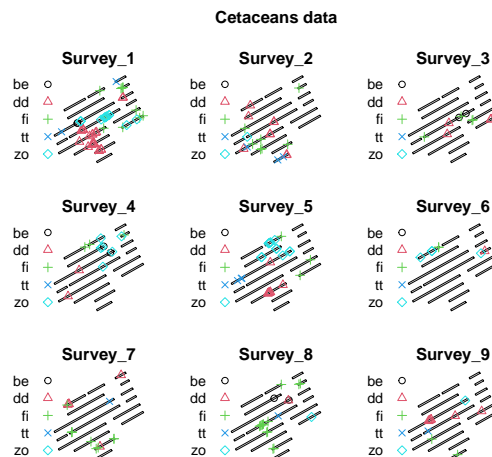 Cetaceans data
Survey_1
be
dd
fi
tt
zo
Survey_2
be
dd
fi
tt
zo
Survey_3
be
dd
fi
tt
zo
Survey_4
be
dd
fi
tt
zo
Survey_5
be
dd
fi
tt
zo
Survey_6
be
dd
fi
tt
zo
Survey_7
be
dd
fi
tt
zo
Survey_8
be
dd
fi
tt
zo
Survey_9
be
dd
fi
tt
zo